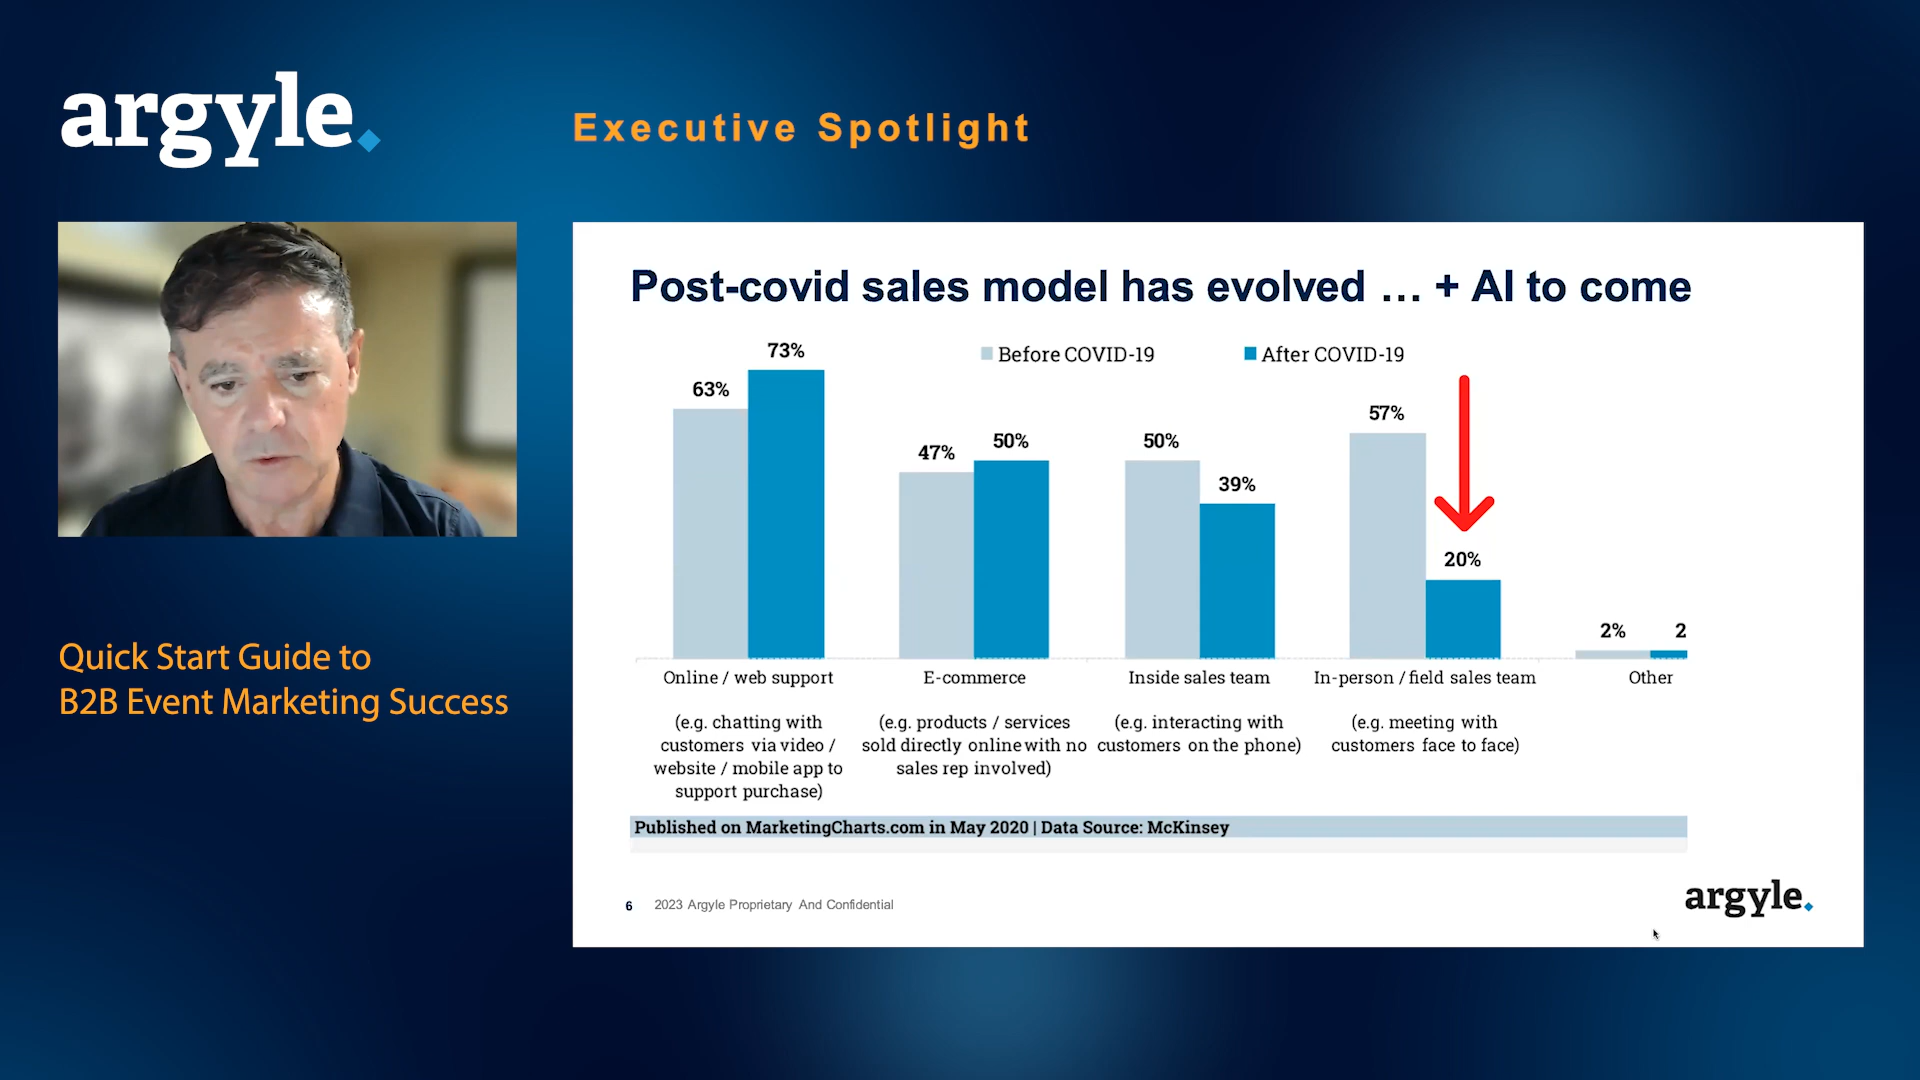 argyle.
Executive Spotlight
Quick Start Guide to
B2B Event Marketing Success
Post-covid sales model has evolved … + AI to come
Before COVID-19
After COVID-19
63%
73%
47%
50%
50%
39%
57%
20%
2%
2
Online / web support
E-commerce
Inside sales team
In-person / field sales team
Other
(e.g. chatting with
customers via video /
website / mobile app to
support purchase)
(e.g. products / services
sold directly online with no
sales rep involved)
(e.g. interacting with
customers on the phone)
(e.g. meeting with
customers face to face)
Published on MarketingCharts.com in May 2020 | Data Source: McKinsey
6
2023 Argyle Proprietary And Confidential
argyle.